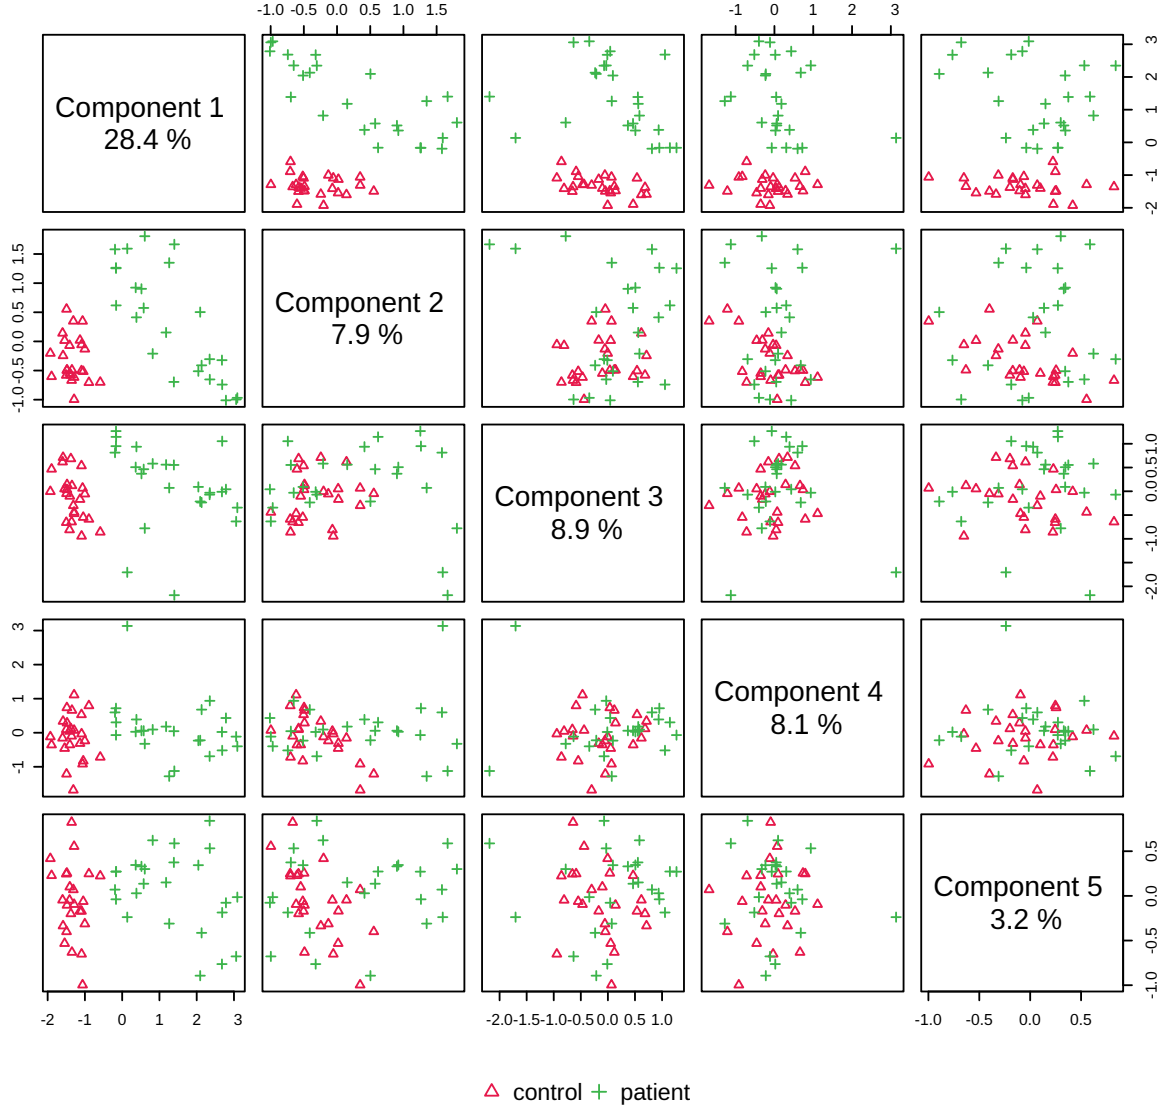 -1.0 -0.5 0.0 0.5 1.0 1.5 -1 0 1 2 3
Component 1
28.4 %
-2 -1 0 1 2 3
Component 2
7.9 %
-1.0 -0.5 0.0 0.5 1.0 1.5
Component 3
8.9 %
-2.0 -1.0 0.0 0.5 1.0
Component 4
8.1 %
-1 0 1 2 3
Component 5
3.2 %
-1.0 -0.5 0.0 0.5
-2 -1 0 1 2 3 -2.0 -1.5 -1.0 -0.5 0.0 0.5 1.0 -1.0 -0.5 0.0 0.5
control patient